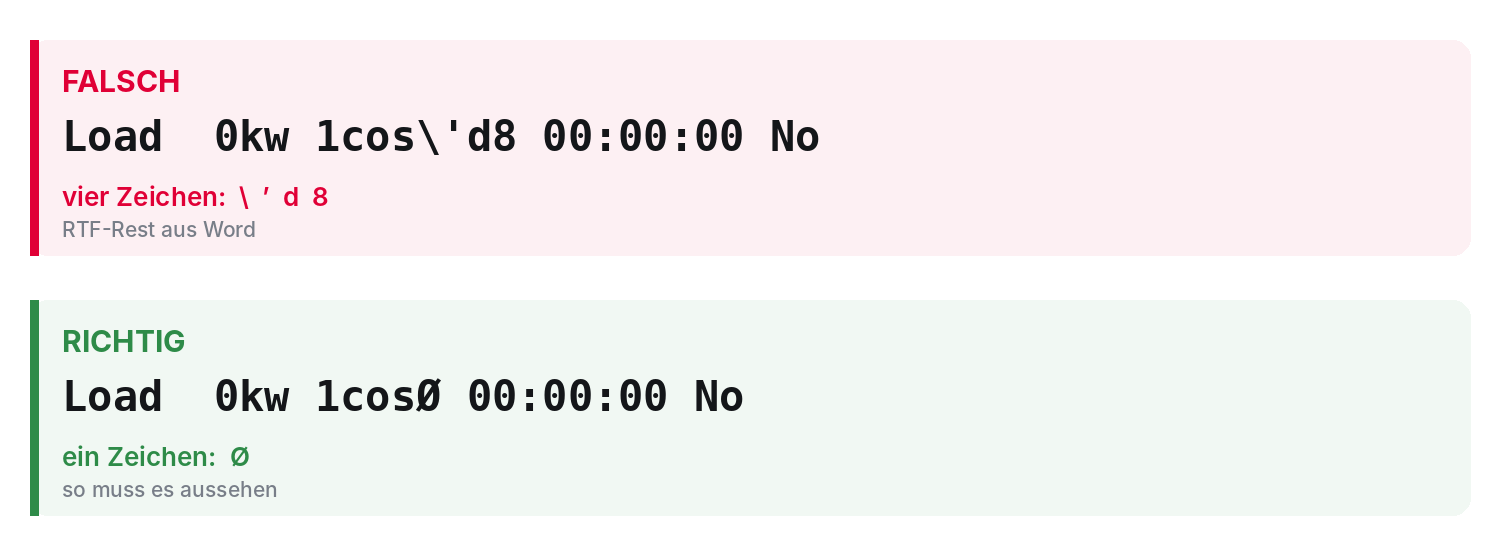 FALSCH
Load  0kw 1cos\'d8 00:00:00 No
vier Zeichen: \ ′ d 8
RTF-Rest aus Word
RICHTIG
Load  0kw 1cosØ 00:00:00 No
ein Zeichen: Ø
so muss es aussehen